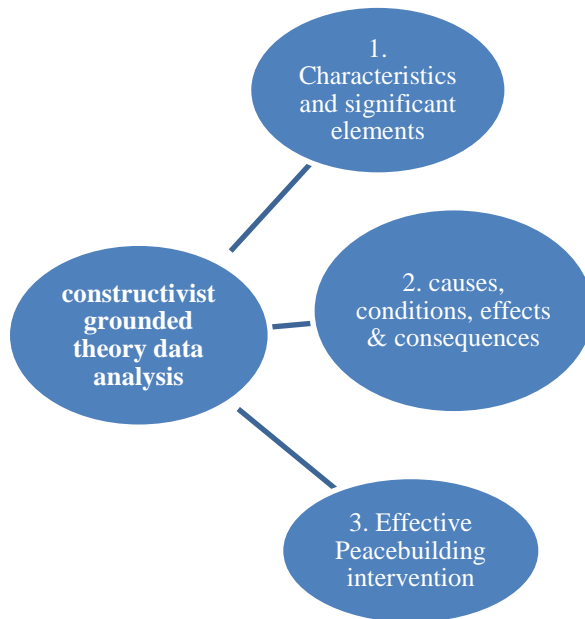 1.
Characteristics
and significant
elements
constructivist
grounded
theory data
analysis
2. causes,
conditions, effects
& consequences
3. Effective
Peacebuilding
intervention